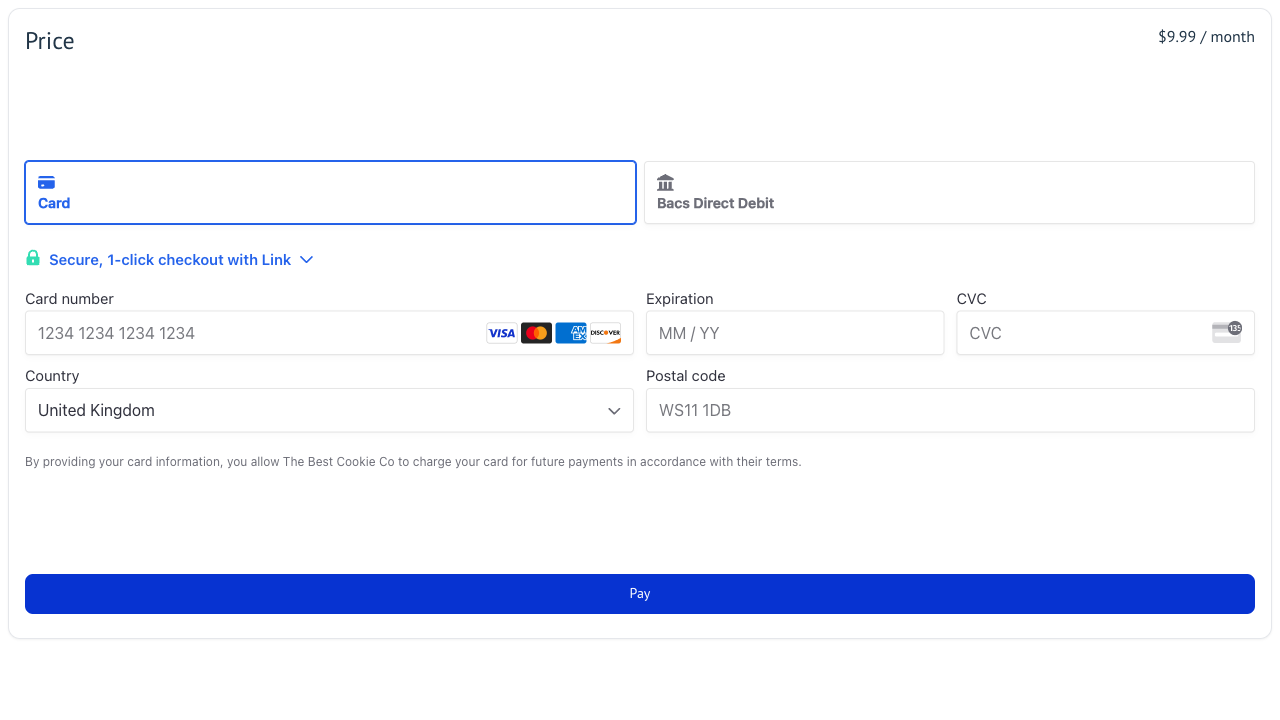 Price
$9.99 / month
Card
Bacs Direct Debit
Secure, 1-click checkout with Link
Card number
Expiration
CVC
1234 1234 1234 1234
VISA
AM EX
DISCOVER
MM / YY
CVC
135
Country
Postal code
United Kingdom
WS11 1DB
By providing your card information, you allow The Best Cookie Co to charge your card for future payments in accordance with their terms.
Pay